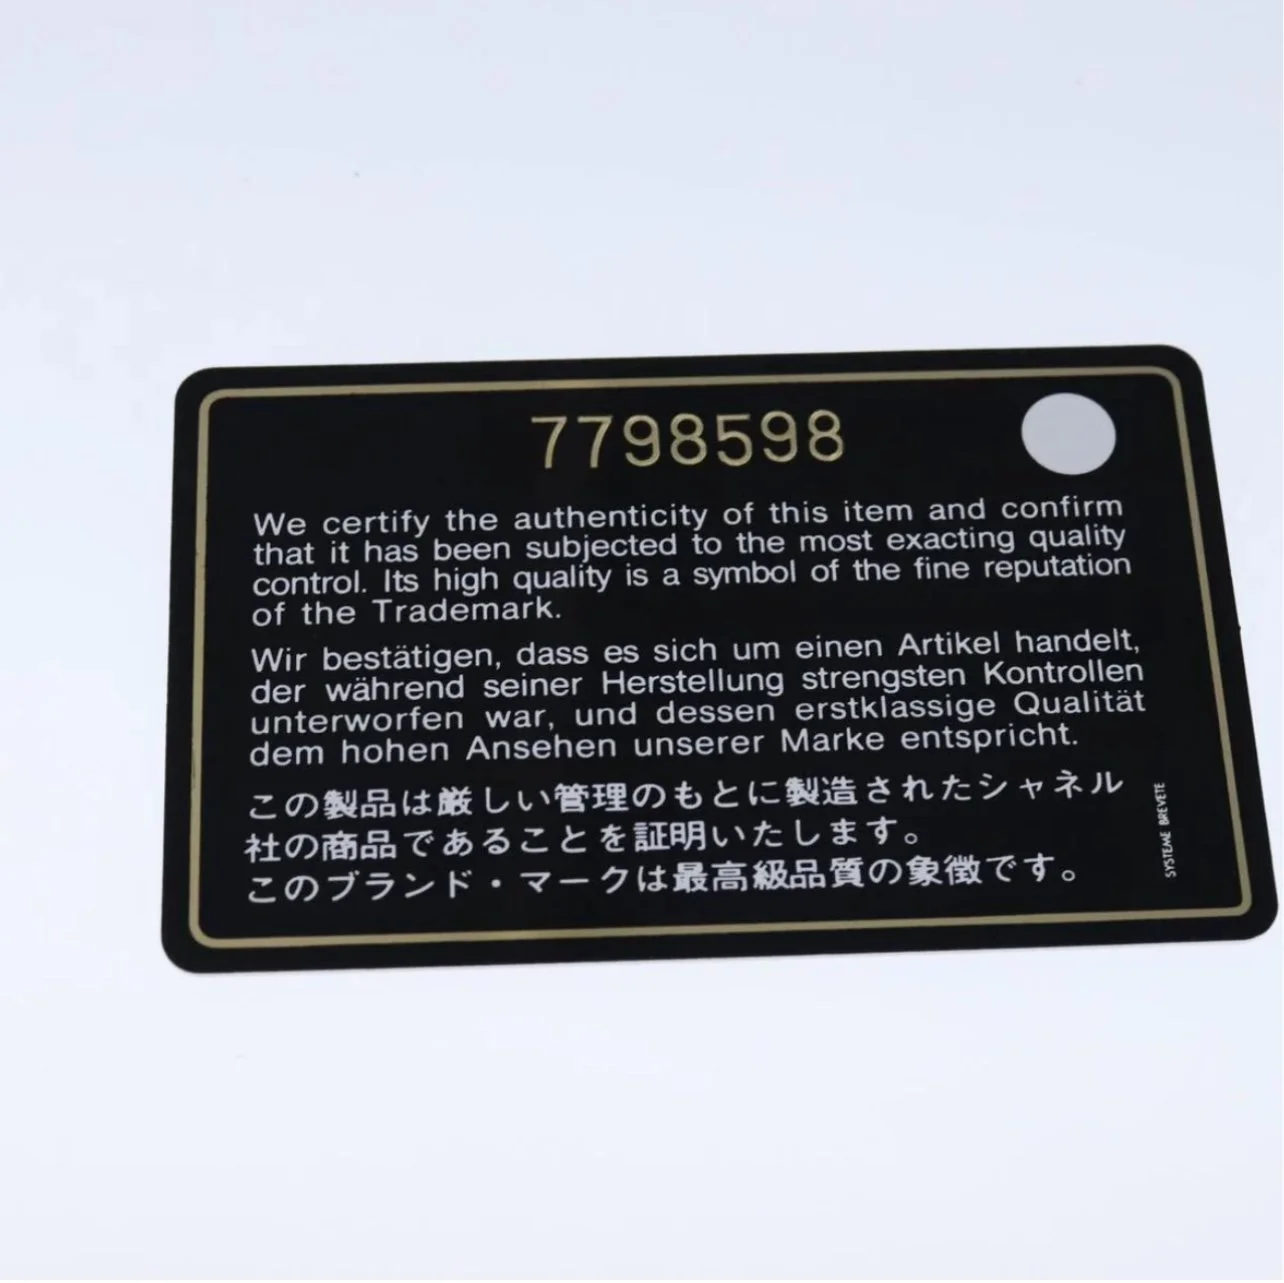 7798598
We certify the authenticity of this item and confirm
that it has been subjected to the most exacting quality
control. Its high quality is a symbol of the fine reputation
of the Trademark.
Wir bestätigen, dass es sich um einen Artikel handelt,
der während seiner Herstellung strengsten Kontrollen
unterworfen war, und dessen erstklassige Qualität
dem hohen Ansehen unserer Marke entspricht.
この製品は厳しい管理のもとに製造されたシャネル
社の商品であることを証明いたします。
このブランド・マークは最高級品質の象徴です。
SYSTEME BREVETE